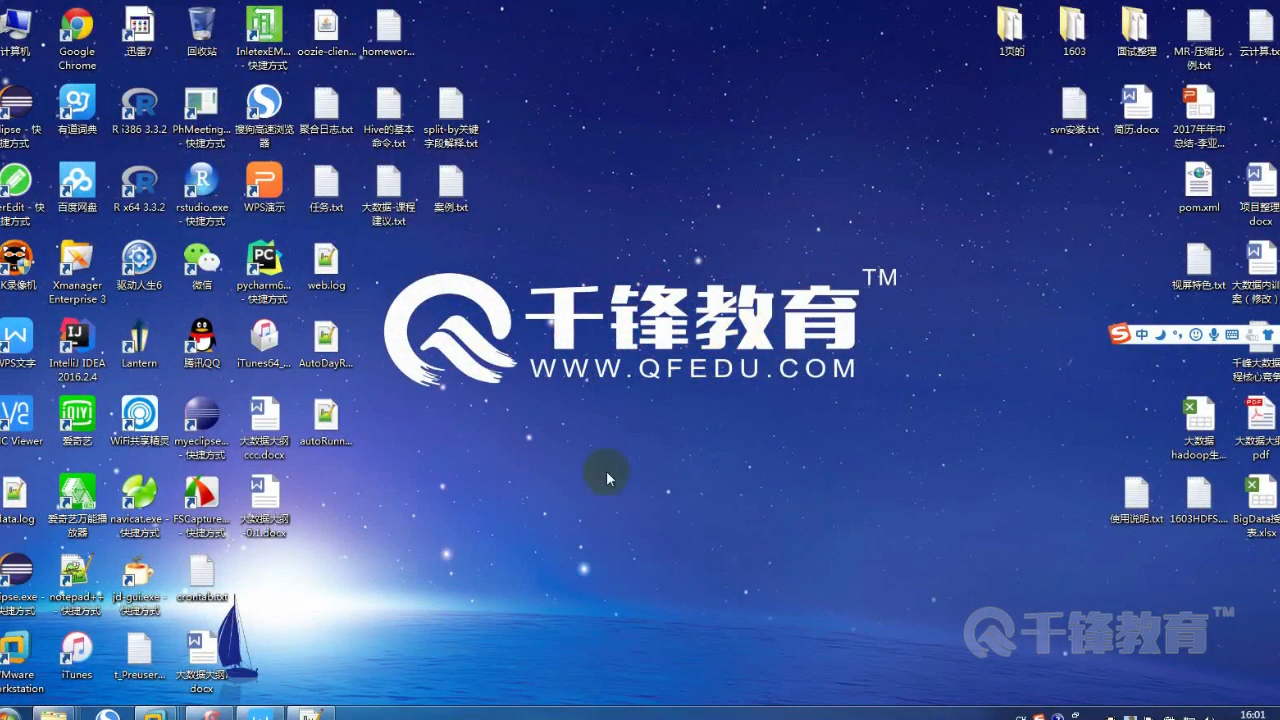 计算机
Google Chrome
迅雷7
回收站
InletexEM... - 快捷方式
oozie-clien...
homewor...
1页的
1603
面试整理
MR-压缩比例.txt
云计算.tx
lipse - 快捷方式
有道词典
R i386 3.3.2
PhMeeting... - 快捷方式
搜狗高速浏览器
聚合日志.txt
Hive的基本命令.txt
split-by关键字段解释.txt
svn安装.txt
简历.docx
2017年年中总结-李亚...
erEdit - 快捷方式
百度网盘
R x64 3.3.2
rstudio.exe - 快捷方式
WPS演示
任务.txt
大数据-课程建议.txt
案例.txt
pom.xml
项目整理
docx
K录像机
Xmanager Enterprise 3
驱动人生6
微信
pycharm6... - 快捷方式
web.log
视屏特色.txt
大数据内训
（修改）
千锋教育 TM
WWW.QFEDU.COM
中
WPS文字
IntelliJ IDEA 2016.2.4
Lantern
腾讯QQ
iTunes64_...
AutoDayR...
千锋大数据
程核心竞争
C Viewer
爱奇艺
WiFi共享精灵
myeclipse... - 快捷方式
大数据大纲ccc.docx
autoRunn...
大数据hadoop生...
大数据大纲
pdf
data.log
爱奇艺万能播放器
navicat.exe - 快捷方式
FSCapture... - 快捷方式
大数据大纲-0.1.docx
使用说明.txt
1603HDFS....
BigData授
表.xlsx
ipse.exe - 快捷方式
notepad++ - 快捷方式
jd-gui.exe - 快捷方式
crontab.txt
千锋教育 TM
VMware
orkstation
iTunes
t_Preuser...
大数据大纲.docx
16:01